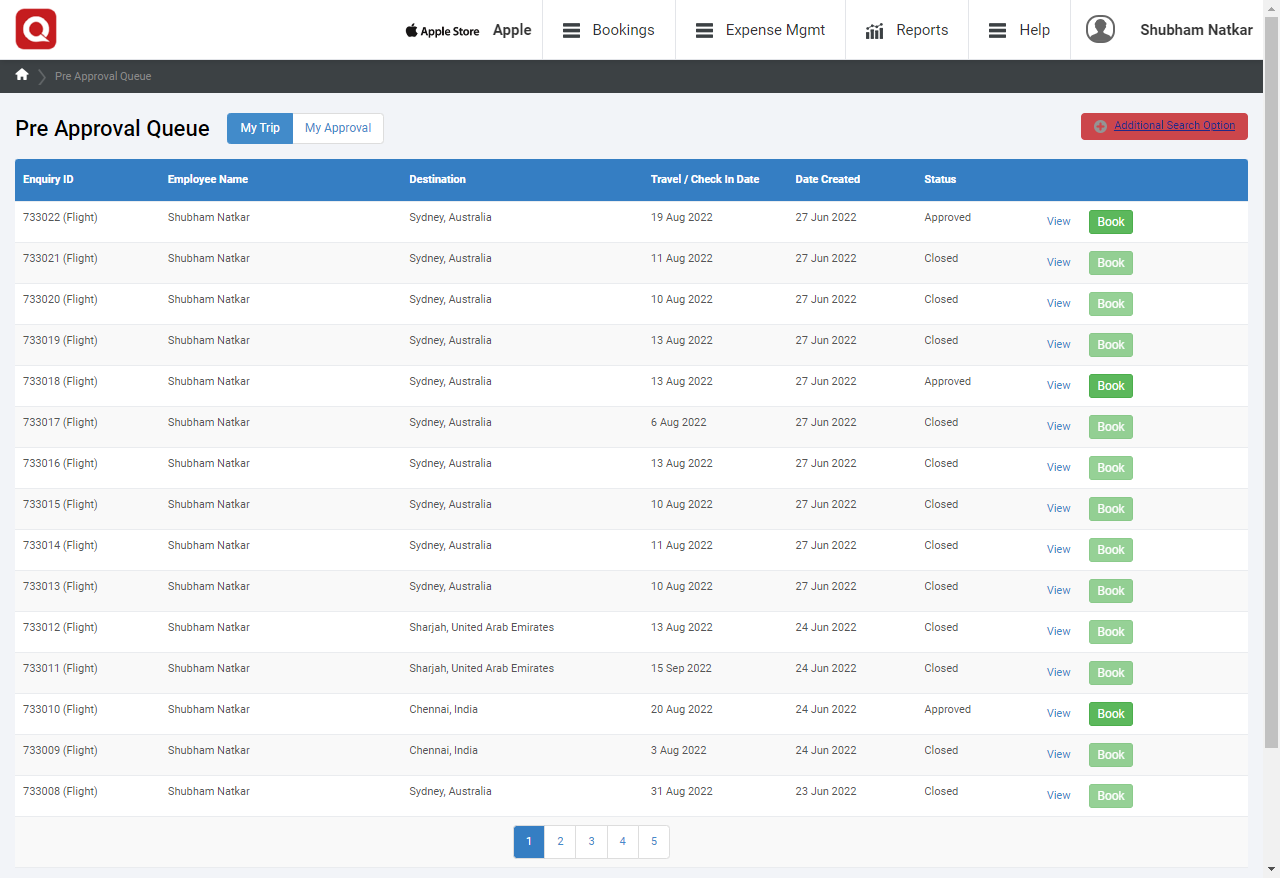 Apple Store Apple Bookings Expense Mgmt Reports Help Shubham Natkar
Pre Approval Queue
Pre Approval Queue My Trip My Approval Additional Search Option
Enquiry ID Employee Name Destination Travel / Check In Date Date Created Status
733022 (Flight) Shubham Natkar Sydney, Australia 19 Aug 2022 27 Jun 2022 Approved View Book
733021 (Flight) Shubham Natkar Sydney, Australia 11 Aug 2022 27 Jun 2022 Closed View Book
733020 (Flight) Shubham Natkar Sydney, Australia 10 Aug 2022 27 Jun 2022 Closed View Book
733019 (Flight) Shubham Natkar Sydney, Australia 13 Aug 2022 27 Jun 2022 Closed View Book
733018 (Flight) Shubham Natkar Sydney, Australia 13 Aug 2022 27 Jun 2022 Approved View Book
733017 (Flight) Shubham Natkar Sydney, Australia 6 Aug 2022 27 Jun 2022 Closed View Book
733016 (Flight) Shubham Natkar Sydney, Australia 13 Aug 2022 27 Jun 2022 Closed View Book
733015 (Flight) Shubham Natkar Sydney, Australia 10 Aug 2022 27 Jun 2022 Closed View Book
733014 (Flight) Shubham Natkar Sydney, Australia 11 Aug 2022 27 Jun 2022 Closed View Book
733013 (Flight) Shubham Natkar Sydney, Australia 10 Aug 2022 27 Jun 2022 Closed View Book
733012 (Flight) Shubham Natkar Sharjah, United Arab Emirates 13 Aug 2022 24 Jun 2022 Closed View Book
733011 (Flight) Shubham Natkar Sharjah, United Arab Emirates 15 Sep 2022 24 Jun 2022 Closed View Book
733010 (Flight) Shubham Natkar Chennai, India 20 Aug 2022 24 Jun 2022 Approved View Book
733009 (Flight) Shubham Natkar Chennai, India 3 Aug 2022 24 Jun 2022 Closed View Book
733008 (Flight) Shubham Natkar Sydney, Australia 31 Aug 2022 23 Jun 2022 Closed View Book
1 2 3 4 5